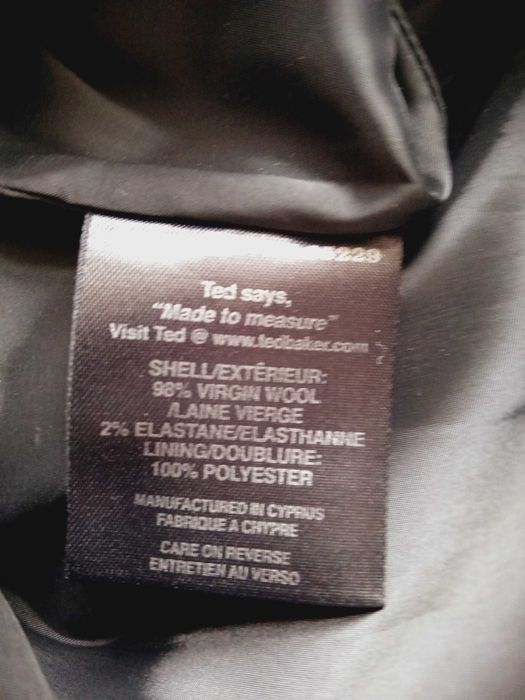 Ted says,
"Made to measure"
Visit Ted @ www.tedbaker.com
SHELL/EXTÉRIEUR:
98% VIRGIN WOOL
/LAINE VIERGE
2% ELASTANE/ELASTHANNE
LINING/DOUBLURE:
100% POLYESTER
MANUFACTURED IN CYPRUS
FABRIQUE A CHYPRE
CARE ON REVERSE
ENTRETIEN AU VERSO